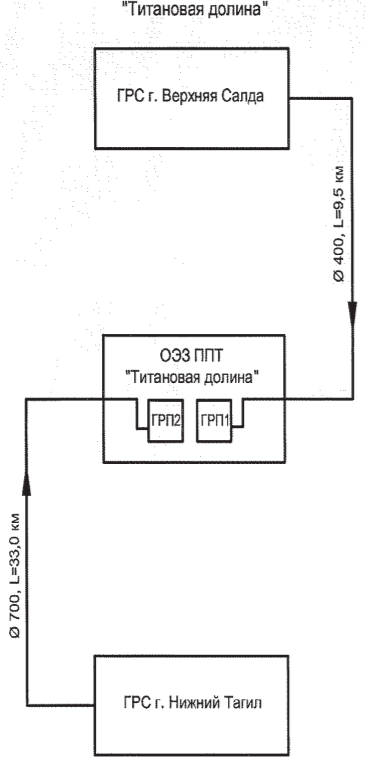 "Титановая долина"
ГРС г. Верхняя Салда
Ø 400, L=9,5 км
ОЭЗ ППТ
"Титановая долина"
ГРП2
ГРП1
Ø 700, L=33,0 км
ГРС г. Нижний Тагил